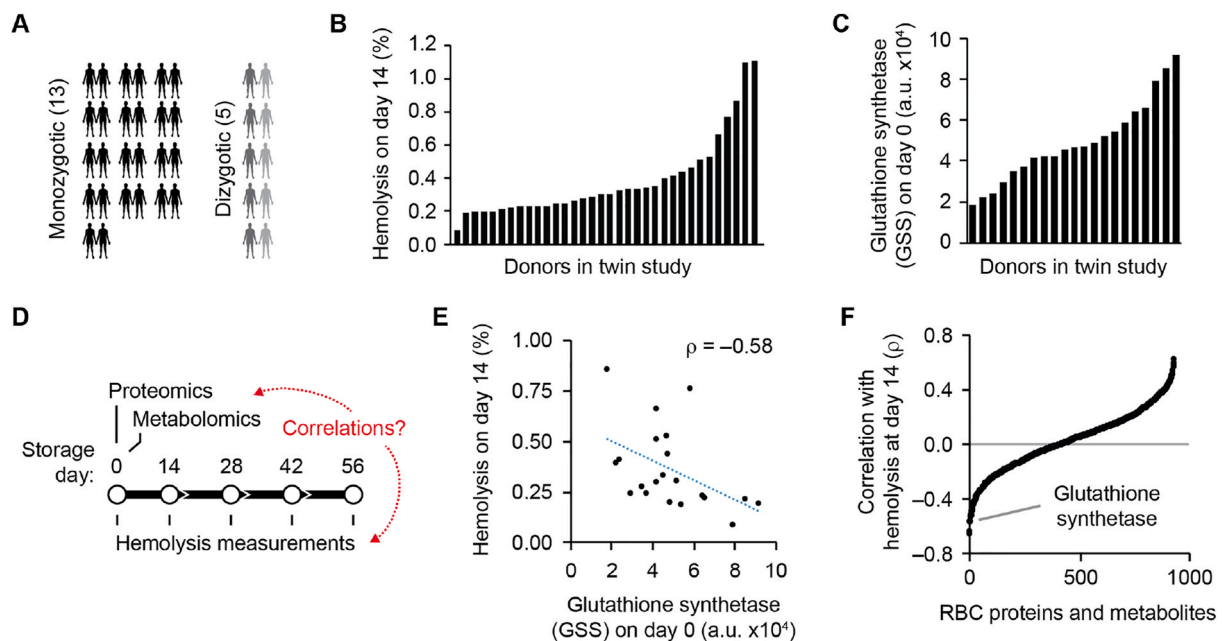 A
Monozygotic (13)
Dizygotic (5)
B
Hemolysis on day 14 (%)
1.2
1.0
0.8
0.6
0.4
0.2
0.0
Donors in twin study
C
Glutathione synthetase
(GSS) on day 0 (a.u. x10⁴)
10
8
6
4
2
0
Donors in twin study
D
Proteomics
Metabolomics
Correlations?
Storage
day:
0 14 28 42 56
Hemolysis measurements
E
Hemolysis on day 14 (%)
1.00
0.75
0.50
0.25
0.00
ρ = –0.58
0 2 4 6 8 10
Glutathione synthetase
(GSS) on day 0 (a.u. x10⁴)
F
Correlation with
hemolysis at day 14 (ρ)
0.8
0.4
0.0
–0.4
–0.8
Glutathione
synthetase
0 500 1000
RBC proteins and metabolites